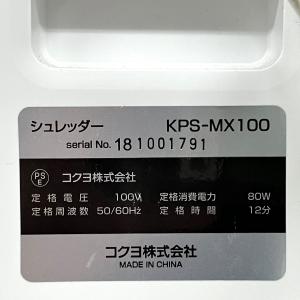 シュレッダー KPS-MX100
serial No. 181001791
PSE コクヨ株式会社
定格電圧 100V 定格消費電力 80W
定格周波数 50/60Hz 定格時間 12分
コクヨ株式会社
MADE IN CHINA